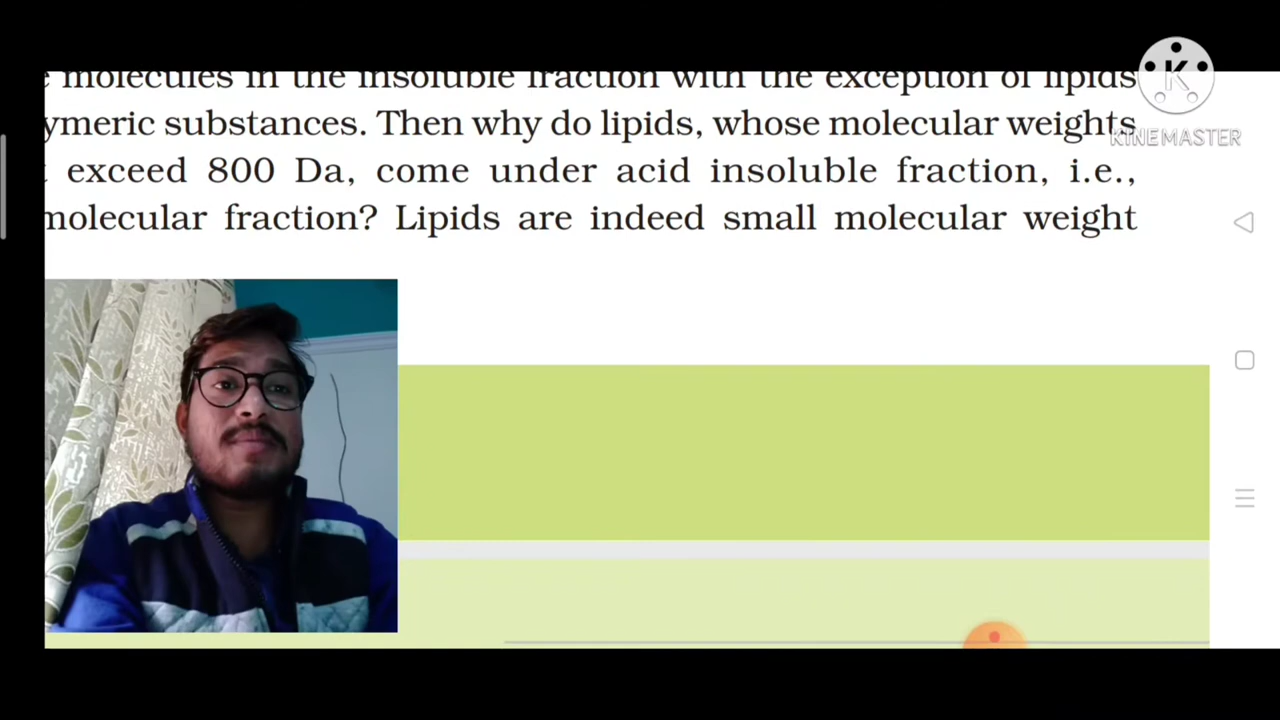 molecules in the insoluble fraction with the exception of lipids
ymeric substances. Then why do lipids, whose molecular weights
exceed 800 Da, come under acid insoluble fraction, i.e.,
molecular fraction? Lipids are indeed small molecular weight
K
KINEMASTER